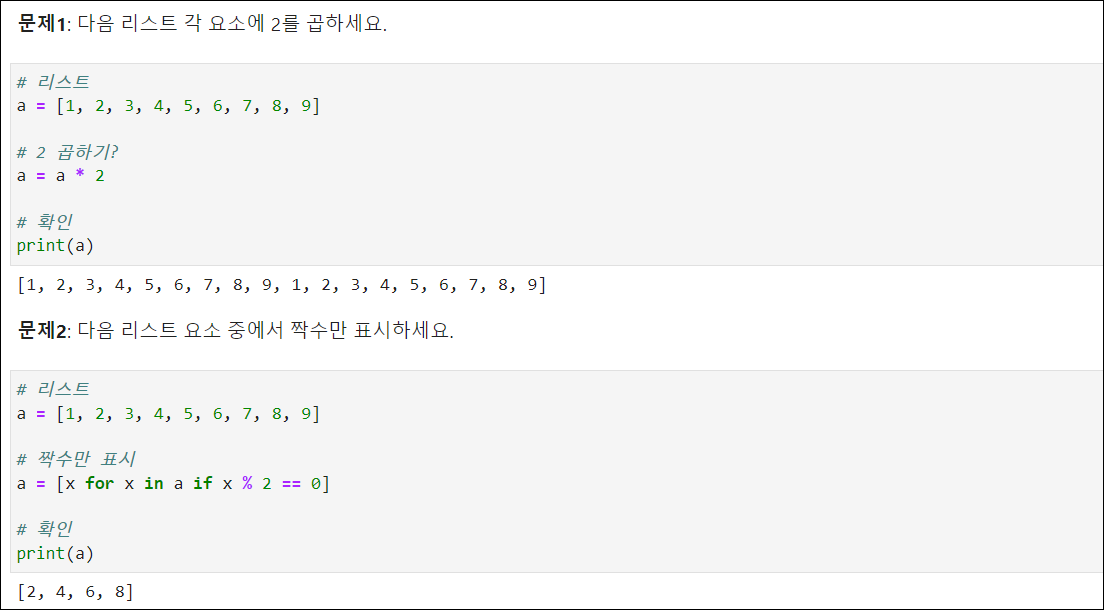 문제1: 다음 리스트 각 요소에 2를 곱하세요.
# 리스트
a = [1, 2, 3, 4, 5, 6, 7, 8, 9]
# 2 곱하기?
a = a * 2
# 확인
print(a)
[1, 2, 3, 4, 5, 6, 7, 8, 9, 1, 2, 3, 4, 5, 6, 7, 8, 9]
문제2: 다음 리스트 요소 중에서 짝수만 표시하세요.
# 리스트
a = [1, 2, 3, 4, 5, 6, 7, 8, 9]
# 짝수만 표시
a = [x for x in a if x % 2 == 0]
# 확인
print(a)
[2, 4, 6, 8]